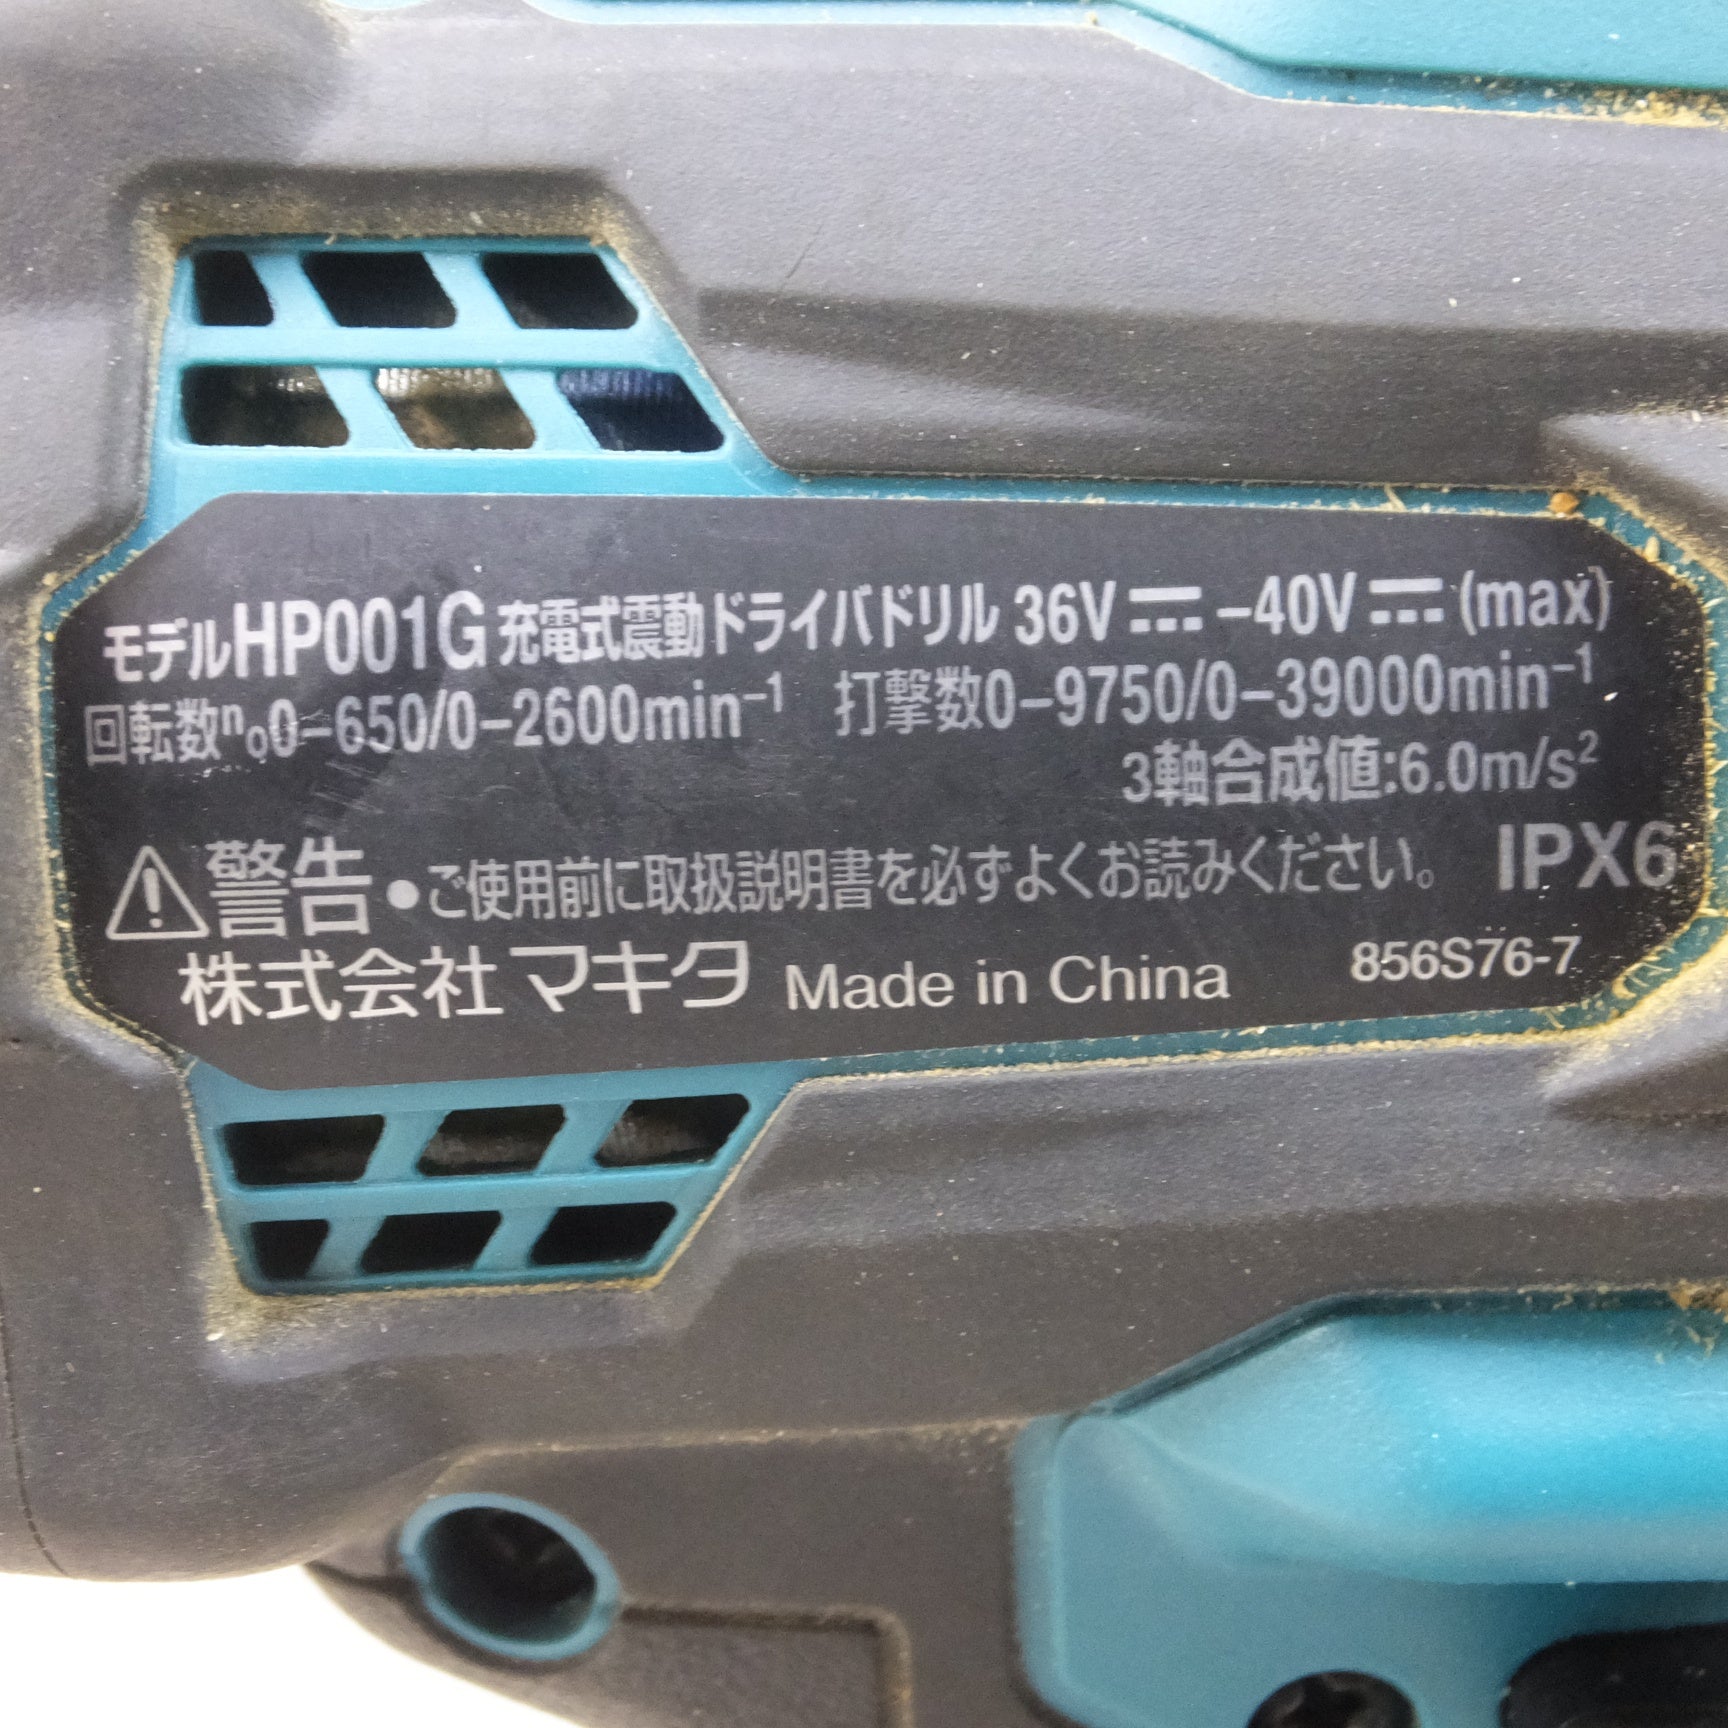 モデルHP001G 充電式震動ドライバドリル 36V⎓-40V⎓(max)
回転数n₀0-650/0-2600min⁻¹ 打撃数0-9750/0-39000min⁻¹
3軸合成値:6.0m/s²
⚠警告 ●ご使用前に取扱説明書を必ずよくお読みください。 IPX6
株式会社マキタ Made in China 856S76-7